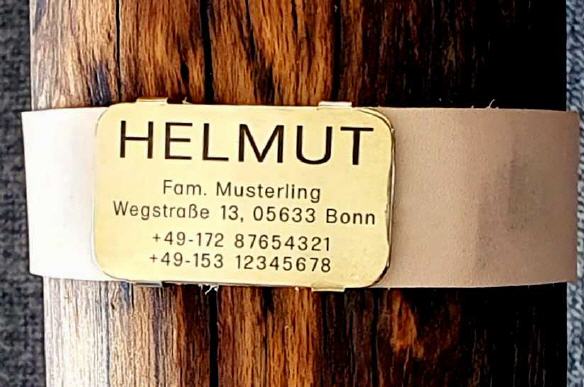 HELMUT
Fam. Musterling
Wegstraße 13, 05633 Bonn
+49-172 87654321
+49-153 12345678